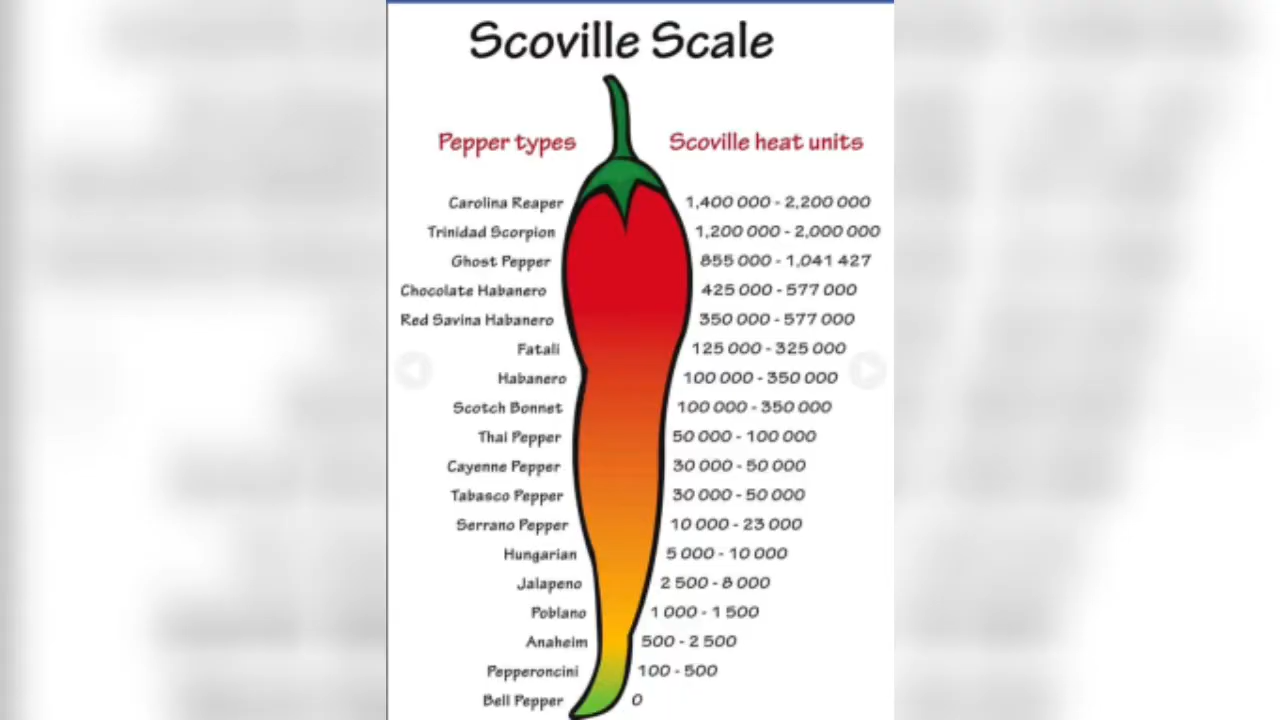 Scoville Scale
Pepper types Scoville heat units
Carolina Reaper 1,400 000 - 2,200 000
Trinidad Scorpion 1,200 000 - 2,000 000
Ghost Pepper 855 000 - 1,041 427
Chocolate Habanero 425 000 - 577 000
Red Savina Habanero 350 000 - 577 000
Fatali 125 000 - 325 000
Habanero 100 000 - 350 000
Scotch Bonnet 100 000 - 350 000
Thai Pepper 50 000 - 100 000
Cayenne Pepper 30 000 - 50 000
Tabasco Pepper 30 000 - 50 000
Serrano Pepper 10 000 - 23 000
Hungarian 5 000 - 10 000
Jalapeno 2 500 - 8 000
Poblano 1 000 - 1 500
Anaheim 500 - 2 500
Pepperoncini 100 - 500
Bell Pepper 0